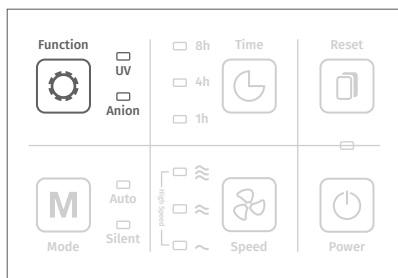 Function
UV
Anion
8h
4h
1h
Time
Reset
M
Mode
Auto
Silent
High Speed
Speed
Power